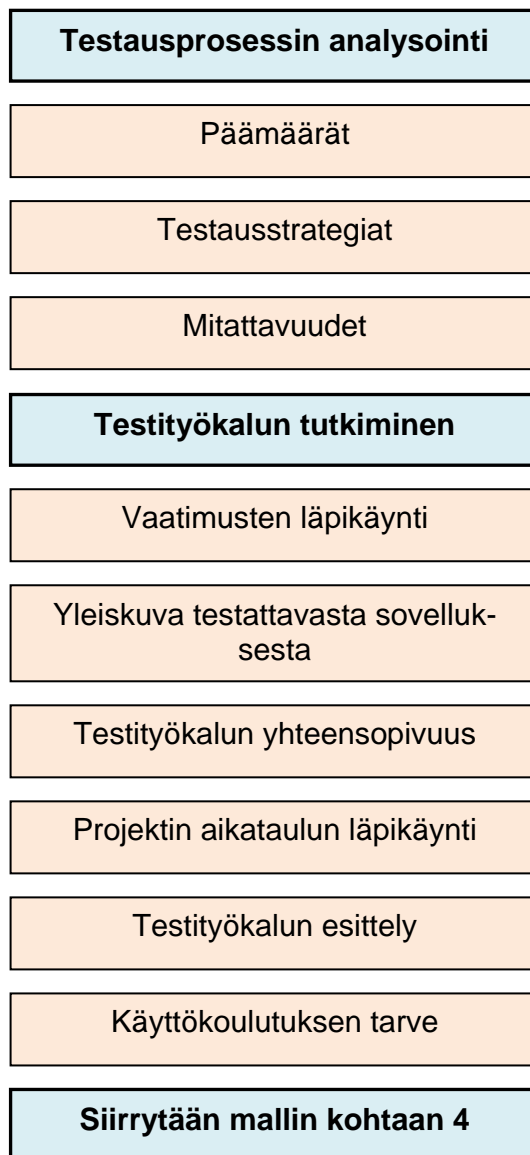 Testausprosessin analysointi
Päämäärät
Testausstrategiat
Mitattavuudet
Testityökalun tutkiminen
Vaatimusten läpikäynti
Yleiskuva testattavasta sovelluk-
sesta
Testityökalun yhteensopivuus
Projektin aikataulun läpikäynti
Testityökalun esittely
Käyttökoulutuksen tarve
Siirrytään mallin kohtaan 4